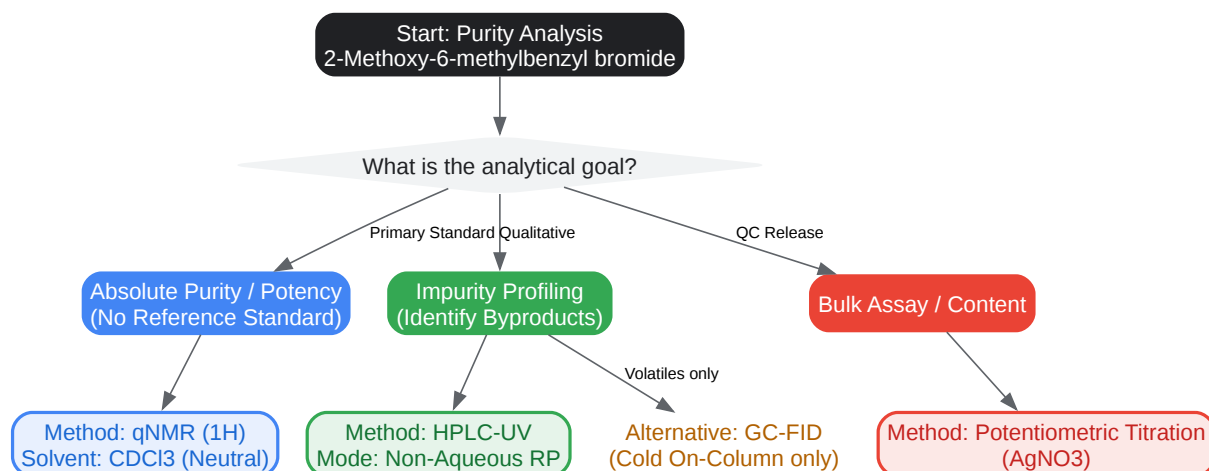 Start: Purity Analysis
2-Methoxy-6-methylbenzyl bromide
What is the analytical goal?
Primary Standard
Qualitative
QC Release
Absolute Purity / Potency
(No Reference Standard)
Impurity Profiling
(Identify Byproducts)
Bulk Assay / Content
Volatiles only
Method: qNMR (1H)
Solvent: CDCl3 (Neutral)
Method: HPLC-UV
Mode: Non-Aqueous RP
Alternative: GC-FID
(Cold On-Column only)
Method: Potentiometric Titration
(AgNO3)